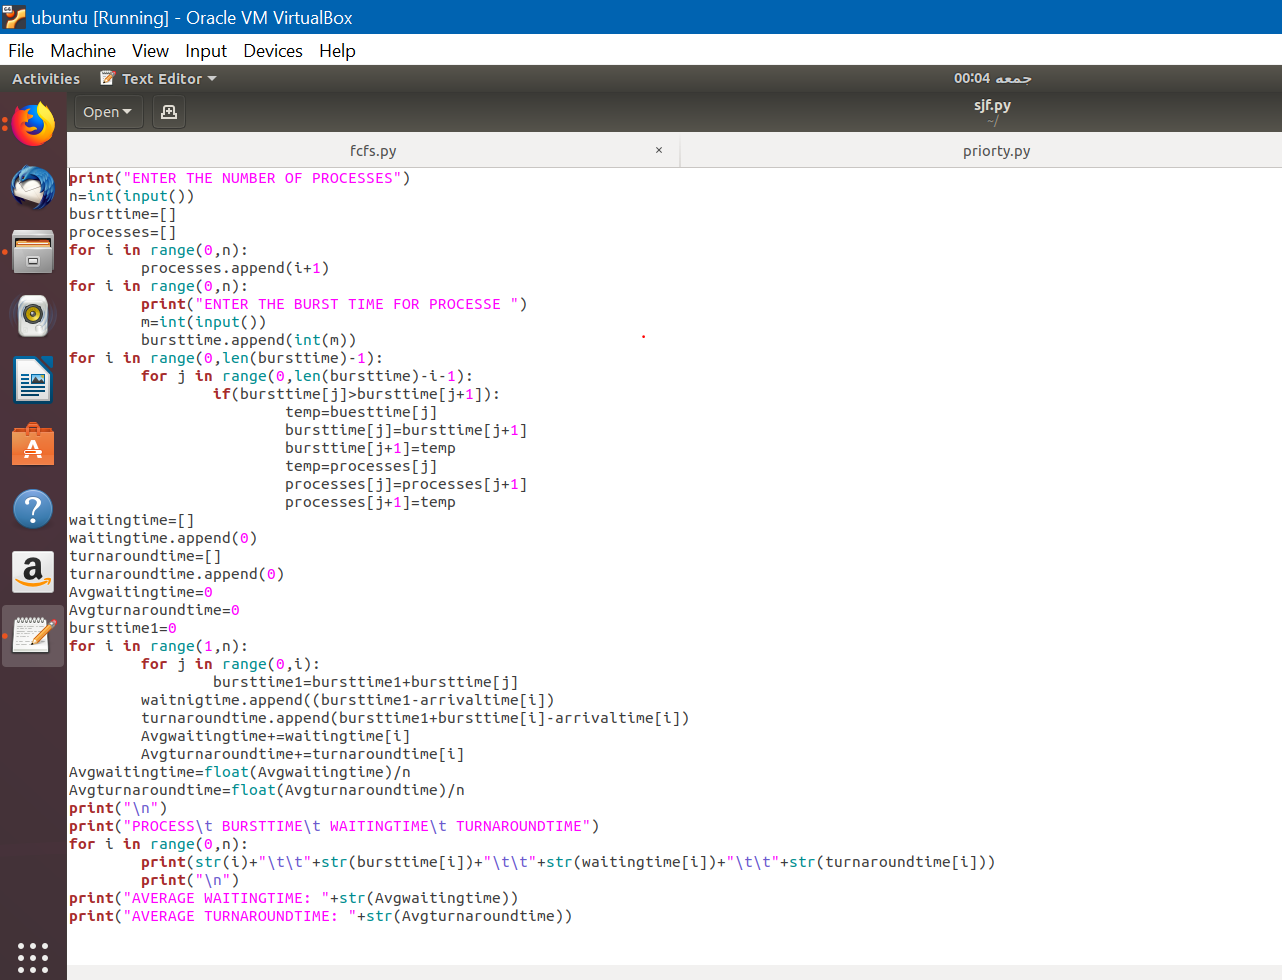 ubuntu [Running] - Oracle VM VirtualBox
File Machine View Input Devices Help
Activities Text Editor 00:04 جمعه
Open sjf.py
~/
fcfs.py × priorty.py
print("ENTER THE NUMBER OF PROCESSES")
n=int(input())
busrttime=[]
processes=[]
for i in range(0,n):
        processes.append(i+1)
for i in range(0,n):
        print("ENTER THE BURST TIME FOR PROCESSE ")
        m=int(input())
        bursttime.append(int(m))
for i in range(0,len(bursttime)-1):
        for j in range(0,len(bursttime)-i-1):
                if(bursttime[j]>bursttime[j+1]):
                        temp=buesttime[j]
                        bursttime[j]=bursttime[j+1]
                        bursttime[j+1]=temp
                        temp=processes[j]
                        processes[j]=processes[j+1]
                        processes[j+1]=temp
waitingtime=[]
waitingtime.append(0)
turnaroundtime=[]
turnaroundtime.append(0)
Avgwaitingtime=0
Avgturnaroundtime=0
bursttime1=0
for i in range(1,n):
        for j in range(0,i):
                bursttime1=bursttime1+bursttime[j]
        waitnigtime.append((bursttime1-arrivaltime[i])
        turnaroundtime.append(bursttime1+bursttime[i]-arrivaltime[i])
        Avgwaitingtime+=waitingtime[i]
        Avgturnaroundtime+=turnaroundtime[i]
Avgwaitingtime=float(Avgwaitingtime)/n
Avgturnaroundtime=float(Avgturnaroundtime)/n
print("\n")
print("PROCESS\t BURSTTIME\t WAITINGTIME\t TURNAROUNDTIME")
for i in range(0,n):
        print(str(i)+"\t\t"+str(bursttime[i])+"\t\t"+str(waitingtime[i])+"\t\t"+str(turnaroundtime[i]))
        print("\n")
print("AVERAGE WAITINGTIME: "+str(Avgwaitingtime))
print("AVERAGE TURNAROUNDTIME: "+str(Avgturnaroundtime))